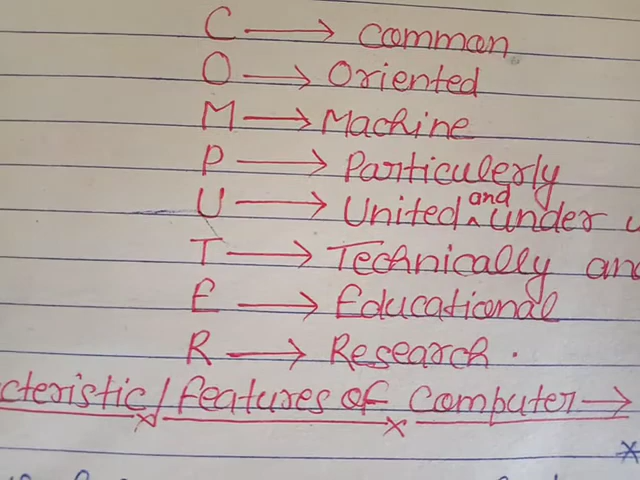 C → Common
O → Oriented
M → Machine
P → Particulerly
U → United and under u
T → Technically and
E → Educational
R → Research.
cteristic/features of computer →